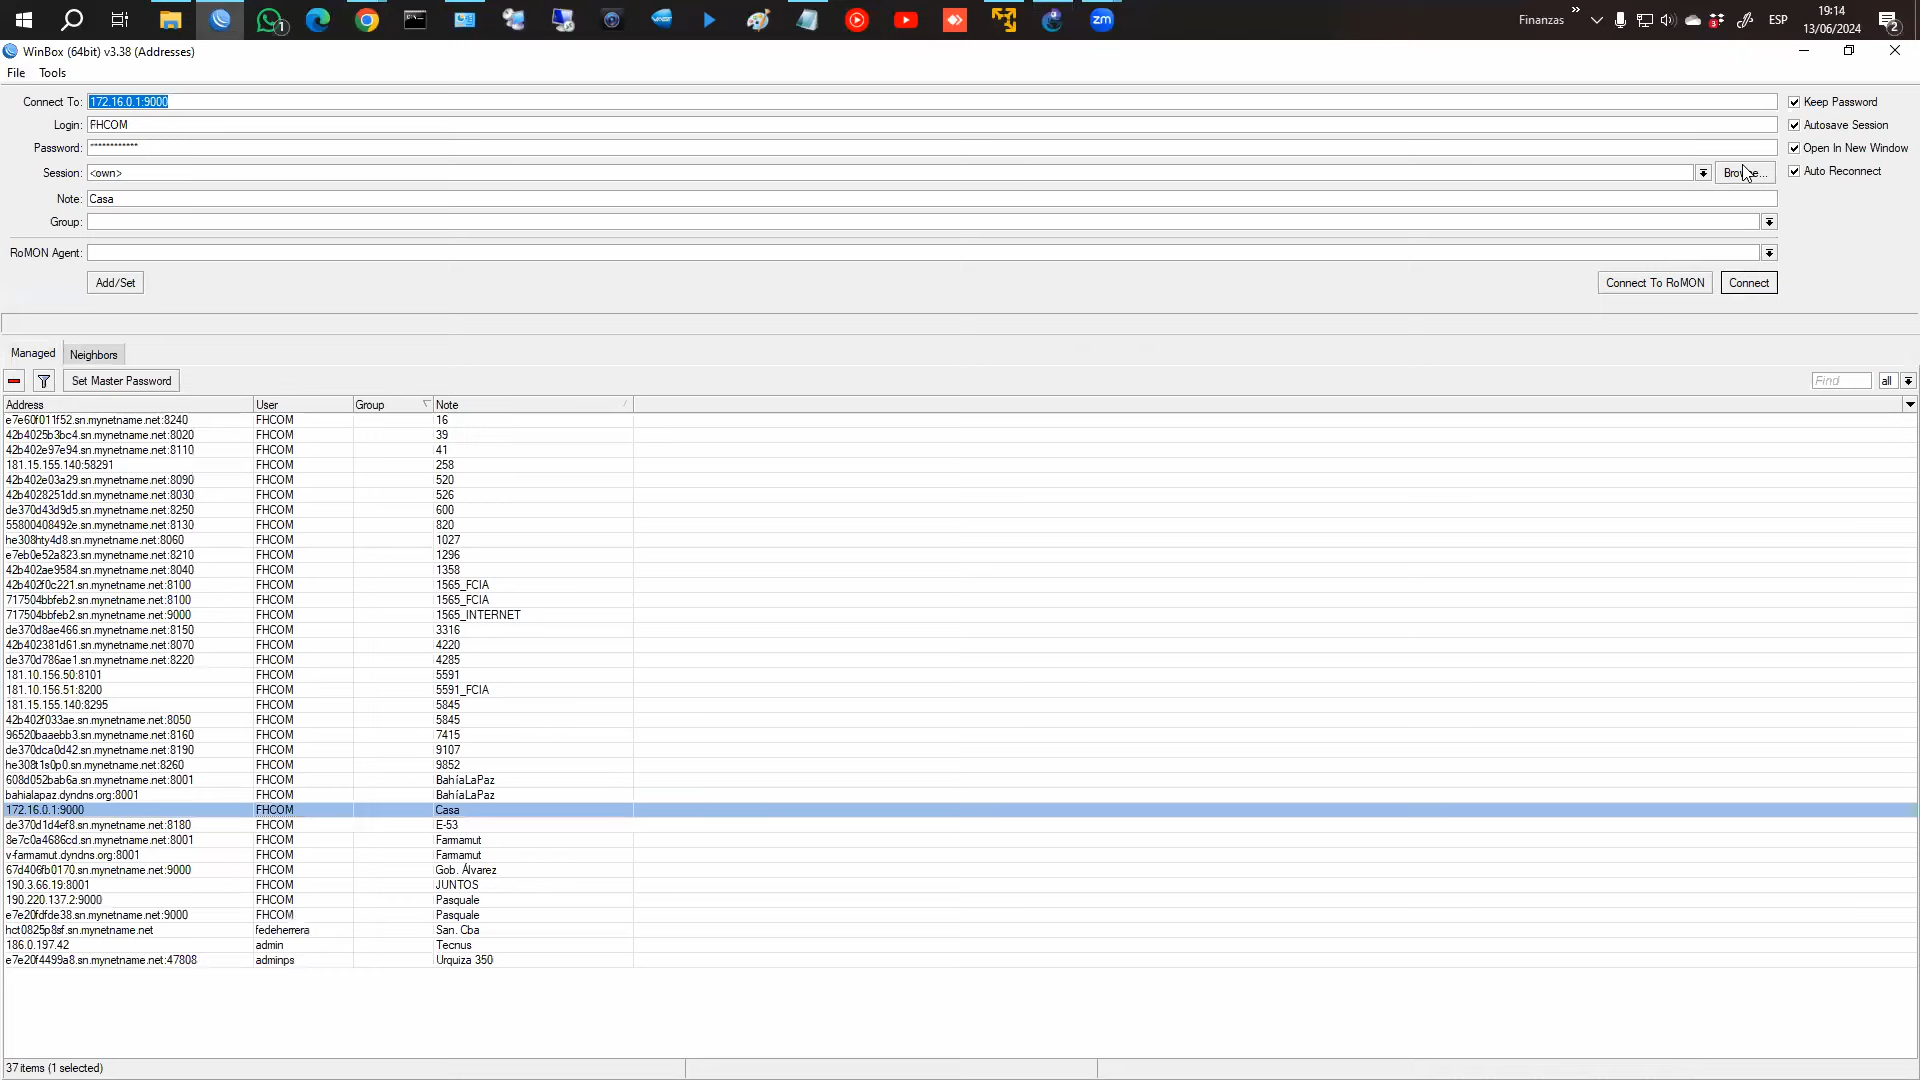 Finanzas
»
ESP
19:14
13/06/2024
2
1
zm
WinBox (64bit) v3.38 (Addresses)
File Tools
Connect To: 172.16.0.1:9000
Keep Password
Login: FHCOM
Autosave Session
Password: ************
Open In New Window
Session: <own>
Auto Reconnect
Note: Casa
Group:
RoMON Agent:
Add/Set
Connect To RoMON
Connect
Managed
Neighbors
Set Master Password
Find
all
Address User Group Note
e7e60f011f52.sn.mynetname.net:8240 FHCOM 16
42b4025b3bc4.sn.mynetname.net:8020 FHCOM 39
42b402e97e94.sn.mynetname.net:8110 FHCOM 41
181.15.155.140:58291 FHCOM 258
42b402e03a29.sn.mynetname.net:8090 FHCOM 520
42b4028251dd.sn.mynetname.net:8030 FHCOM 526
de370d43d9d5.sn.mynetname.net:8250 FHCOM 600
55800408492e.sn.mynetname.net:8130 FHCOM 820
he308hty4d8.sn.mynetname.net:8060 FHCOM 1027
e7eb0e52a823.sn.mynetname.net:8210 FHCOM 1296
42b402ae9584.sn.mynetname.net:8040 FHCOM 1358
42b402f0c221.sn.mynetname.net:8100 FHCOM 1565_FCIA
717504bbfeb2.sn.mynetname.net:8100 FHCOM 1565_FCIA
717504bbfeb2.sn.mynetname.net:9000 FHCOM 1565_INTERNET
de370d8ae466.sn.mynetname.net:8150 FHCOM 3316
42b402381d61.sn.mynetname.net:8070 FHCOM 4220
de370d786ae1.sn.mynetname.net:8220 FHCOM 4285
181.10.156.50:8101 FHCOM 5591
181.10.156.51:8200 FHCOM 5591_FCIA
181.15.155.140:8295 FHCOM 5845
42b402f033ae.sn.mynetname.net:8050 FHCOM 5845
96520baaebb3.sn.mynetname.net:8160 FHCOM 7415
de370dca0d42.sn.mynetname.net:8190 FHCOM 9107
he308t1s0p0.sn.mynetname.net:8260 FHCOM 9852
608d052bab6a.sn.mynetname.net:8001 FHCOM BahíaLaPaz
bahialapaz.dyndns.org:8001 FHCOM BahíaLaPaz
172.16.0.1:9000 FHCOM Casa
de370d1d4ef8.sn.mynetname.net:8180 FHCOM E-53
8e7c0a4686cd.sn.mynetname.net:8001 FHCOM Farmamut
v-farmamut.dyndns.org:8001 FHCOM Farmamut
67d406fb0170.sn.mynetname.net:9000 FHCOM Gob. Álvarez
190.3.66.19:8001 FHCOM JUNTOS
190.220.137.2:9000 FHCOM Pasquale
e7e20fdfde38.sn.mynetname.net:9000 FHCOM Pasquale
hct0825p8sf.sn.mynetname.net fedeherrera San. Cba
186.0.197.42 admin Tecnus
e7e20f4499a8.sn.mynetname.net:47808 adminps Urquiza 350
37 items (1 selected)